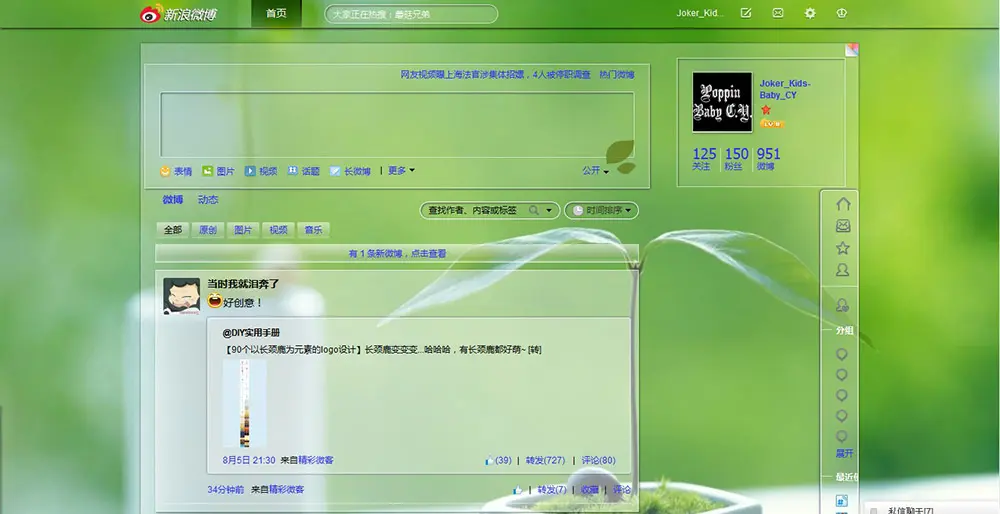 新浪微博
首页
大家正在热搜：蘑菇兄弟
Joker_Kid...
网友视频曝上海法官涉集体招嫖，4人被停职调查 热门微博
表情 图片 视频 话题 长微博 | 更多
公开
Poppin
Baby C.Y.
Joker_Kids-
Baby_CY
125 150 951
关注 粉丝 微博
微博 动态
查找作者、内容或标签
时间排序
全部 原创 图片 视频 音乐
有 1 条新微博，点击查看
当时我就泪奔了
好创意！
@DIY实用手册
【90个以长颈鹿为元素的logo设计】长颈鹿变变变...哈哈哈，有长颈鹿都好萌~ [转]
8月5日 21:30 来自精彩微客
(39) | 转发(727) | 评论(80)
34分钟前 来自精彩微客
| 转发(7) | 收藏 | 评论
分组
展开
最近
私信聊天[7]